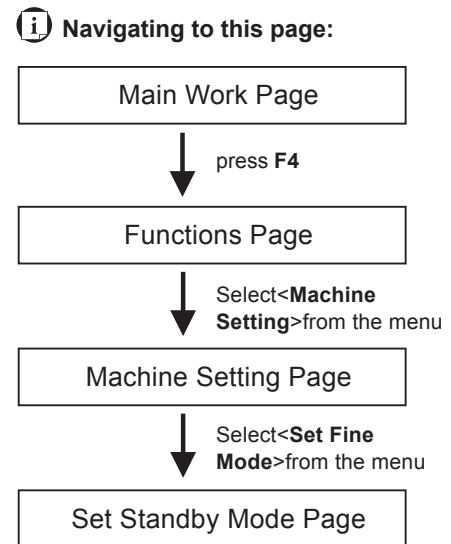 i Navigating to this page:
Main Work Page
press F4
Functions Page
Select<Machine
Setting>from the menu
Machine Setting Page
Select<Set Fine
Mode>from the menu
Set Standby Mode Page